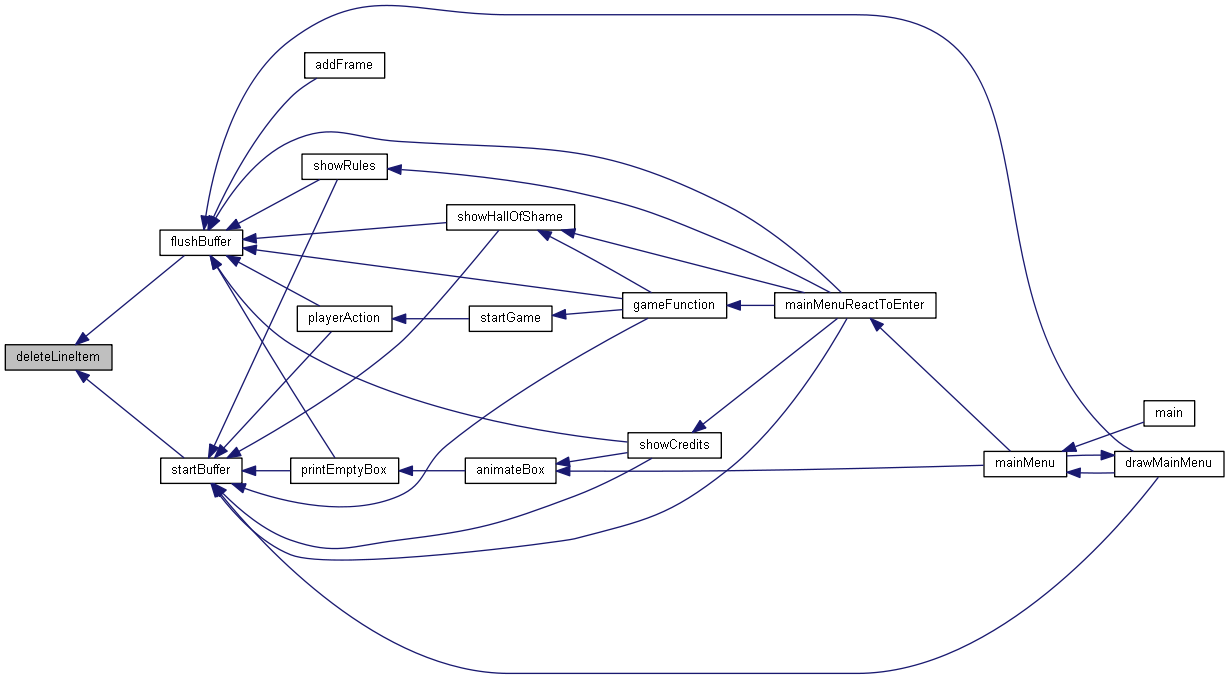 addFrame
showRules
showHallOfShame
flushBuffer
gameFunction
mainMenuReactToEnter
playerAction
startGame
deleteLineItem
main
showCredits
startBuffer
printEmptyBox
animateBox
mainMenu
drawMainMenu